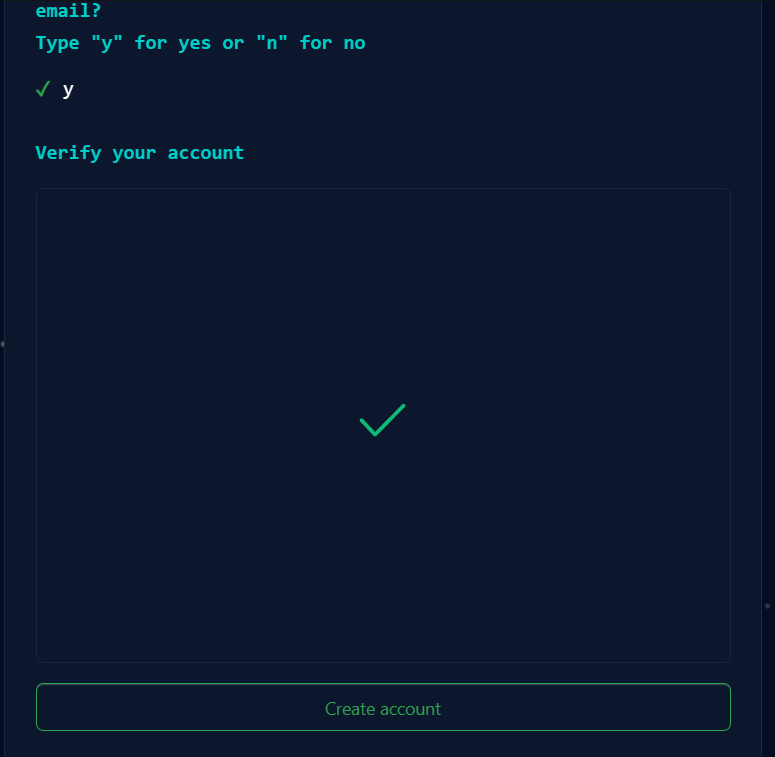 email?
Type "y" for yes or "n" for no
✓ y
Verify your account
Create account